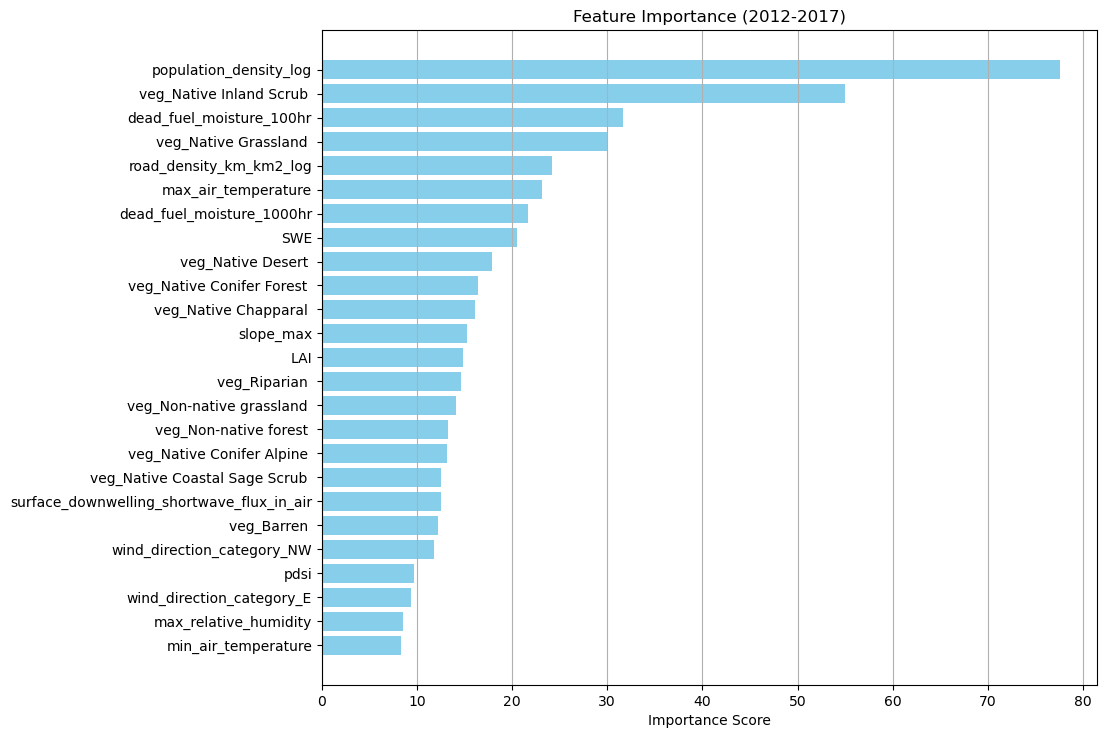 Feature Importance (2012-2017)
population_density_log
veg_Native Inland Scrub
dead_fuel_moisture_100hr
veg_Native Grassland
road_density_km_km2_log
max_air_temperature
dead_fuel_moisture_1000hr
SWE
veg_Native Desert
veg_Native Conifer Forest
veg_Native Chapparal
slope_max
LAI
veg_Riparian
veg_Non-native grassland
veg_Non-native forest
veg_Native Conifer Alpine
veg_Native Coastal Sage Scrub
surface_downwelling_shortwave_flux_in_air
veg_Barren
wind_direction_category_NW
pdsi
wind_direction_category_E
max_relative_humidity
min_air_temperature
0 10 20 30 40 50 60 70 80
Importance Score